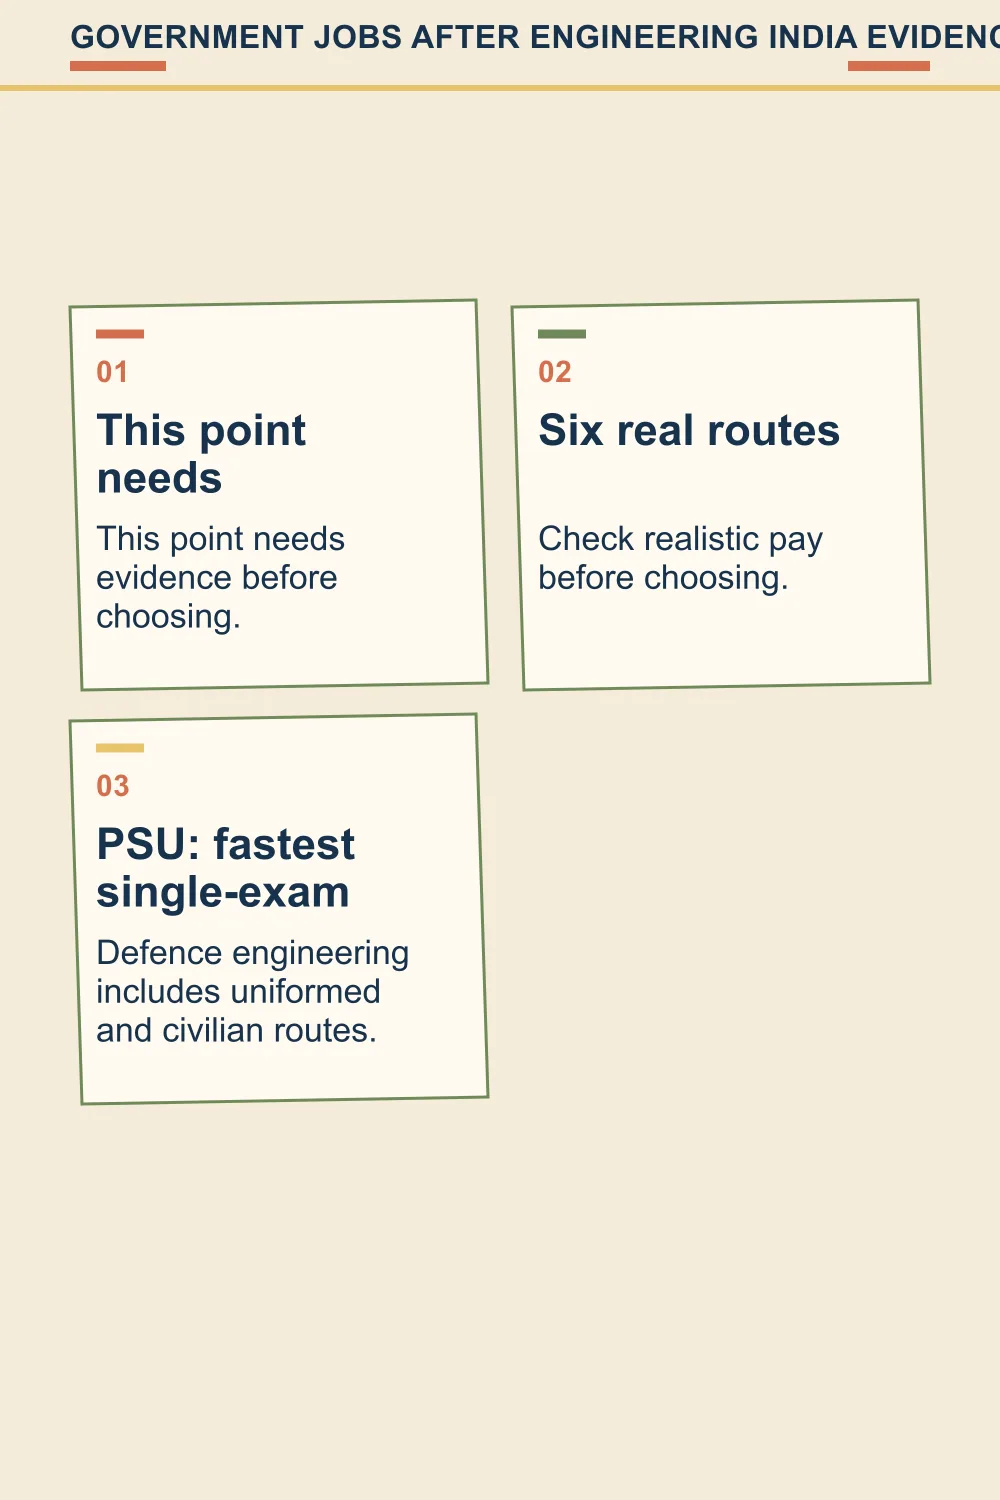 GOVERNMENT JOBS AFTER ENGINEERING INDIA EVIDENC
01
This point
needs
This point needs
evidence before
choosing.
02
Six real routes
Check realistic pay
before choosing.
03
PSU: fastest
single-exam
Defence engineering
includes uniformed
and civilian routes.